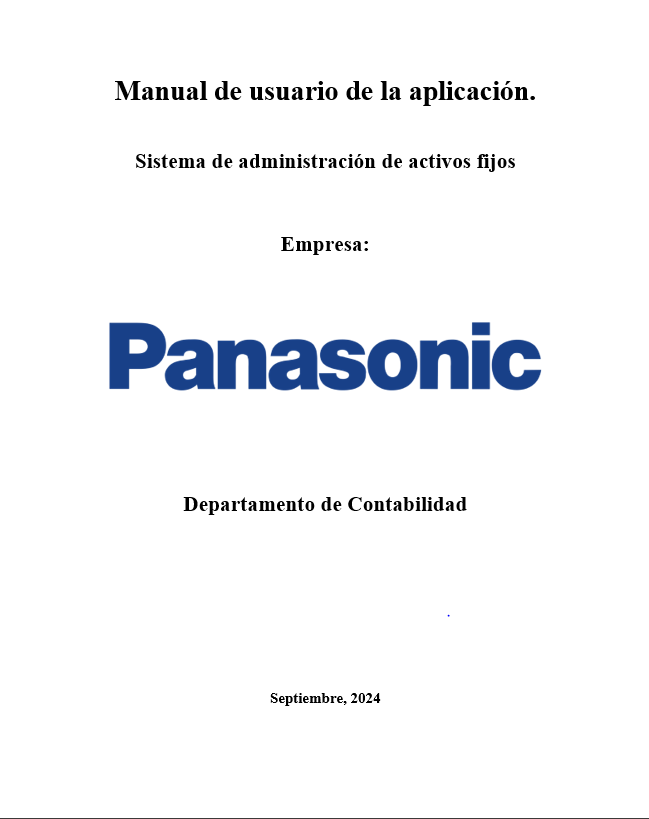 Manual de usuario de la aplicación.
Sistema de administración de activos fijos
Empresa:
Panasonic
Departamento de Contabilidad
Septiembre, 2024